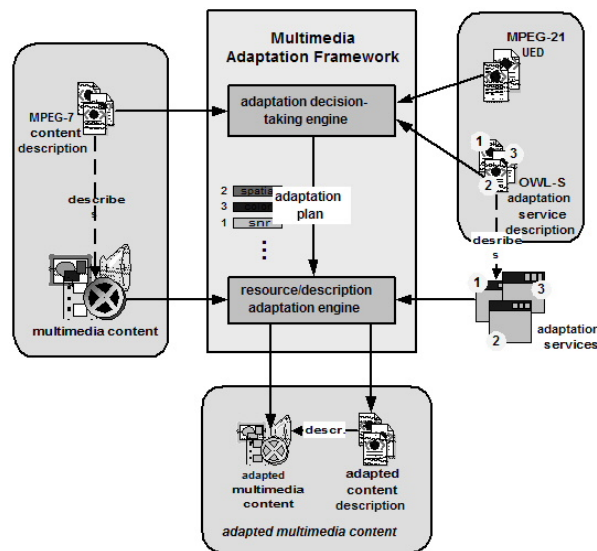 Multimedia
Adaptation Framework
MPEG-21
UED
adaptation decision-
taking engine
MPEG-7
content
description
1
3
2
OWL-S
adaptation
service
description
describe
s
2 spatial
3
1 snr
adaptation
plan
desribe
s
resource/description
adaptation engine
multimedia content
1
3
2
adaptation
services
descr.
adapted
multimedia
content
adapted
content
description
adapted multimedia content